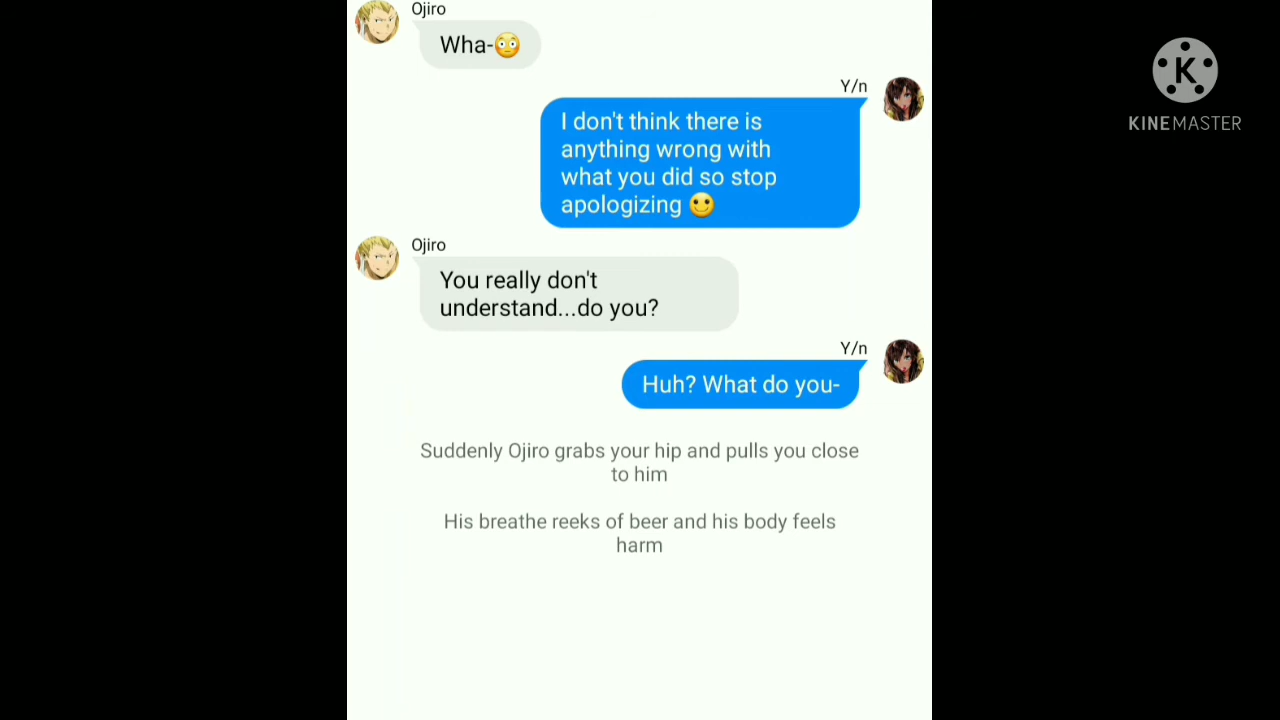 Ojiro
Wha-😳
Y/n
I don't think there is
anything wrong with
what you did so stop
apologizing 🙂
Ojiro
You really don't
understand...do you?
Y/n
Huh? What do you-
Suddenly Ojiro grabs your hip and pulls you close
to him
His breathe reeks of beer and his body feels
harm
K
KINEMASTER